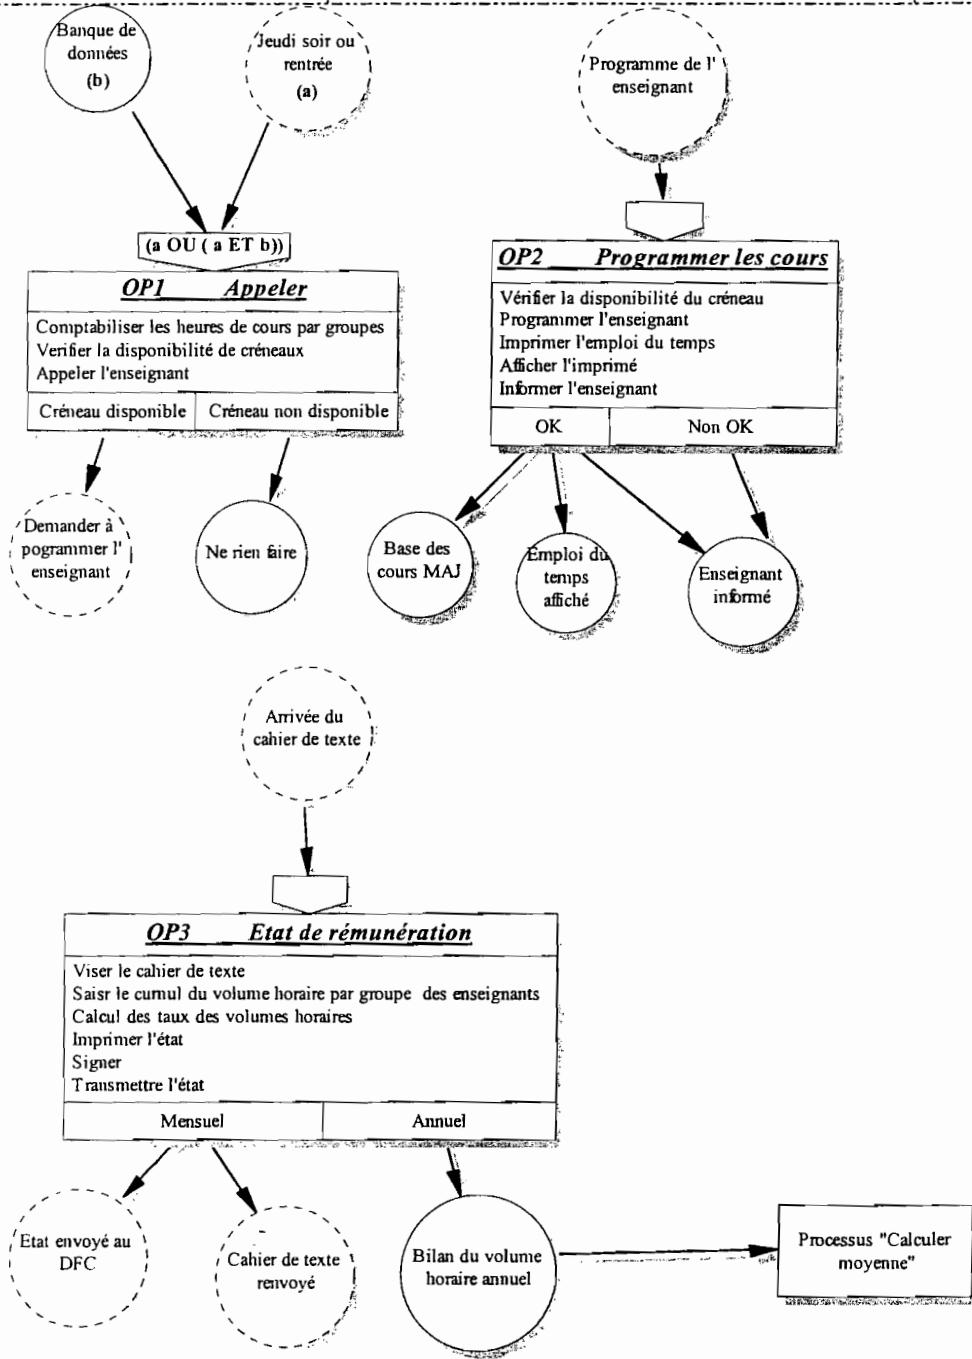 Banque de
données
(b)
Jeudi soir ou
rentrée
(a)
Programme de l'
enseignant
(a OU ( a ET b))
OP1 Appeler
Comptabiliser les heures de cours par groupes
Verifier la disponibilité de créneaux
Appeler l'enseignant
Créneau disponible
Créneau non disponible
OP2 Programmer les cours
Vérifier la disponibilité du créneau
Programmer l'enseignant
Imprimer l'emploi du temps
Afficher l'imprimé
Informer l'enseignant
OK
Non OK
Demander à
pogrammer l'
enseignant
Ne rien faire
Base des
cours MAJ
Emploi du
temps
affiché
Enseignant
informé
Arrivée du
cahier de texte
OP3 Etat de rémunération
Viser le cahier de texte
Saisr le cumul du volume horaire par groupe des enseignants
Calcul des taux des volumes horaires
Imprimer l'état
Signer
Transmettre l'état
Mensuel
Annuel
Etat envoyé au
DFC
Cahier de texte
renvoyé
Bilan du volume
horaire annuel
Processus "Calculer
moyenne"